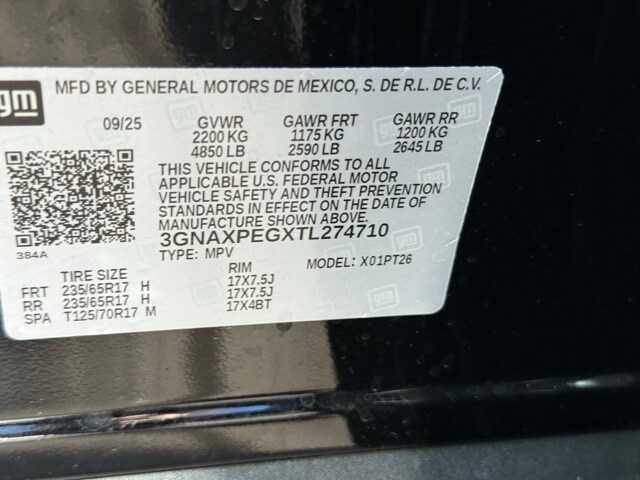 gm
MFD BY GENERAL MOTORS DE MEXICO, S. DE R.L. DE C.V.
09/25 GVWR GAWR FRT GAWR RR
2200 KG 1175 KG 1200 KG
4850 LB 2590 LB 2645 LB
THIS VEHICLE CONFORMS TO ALL
APPLICABLE U.S. FEDERAL MOTOR
VEHICLE SAFETY AND THEFT PREVENTION
STANDARDS IN EFFECT ON THE DATE OF
MANUFACTURE SHOWN ABOVE.
3GNAXPEGXTL274710
384A
TYPE: MPV MODEL: X01PT26
TIRE SIZE RIM
FRT 235/65R17 H 17X7.5J
RR 235/65R17 H 17X7.5J
SPA T125/70R17 M 17X4BT